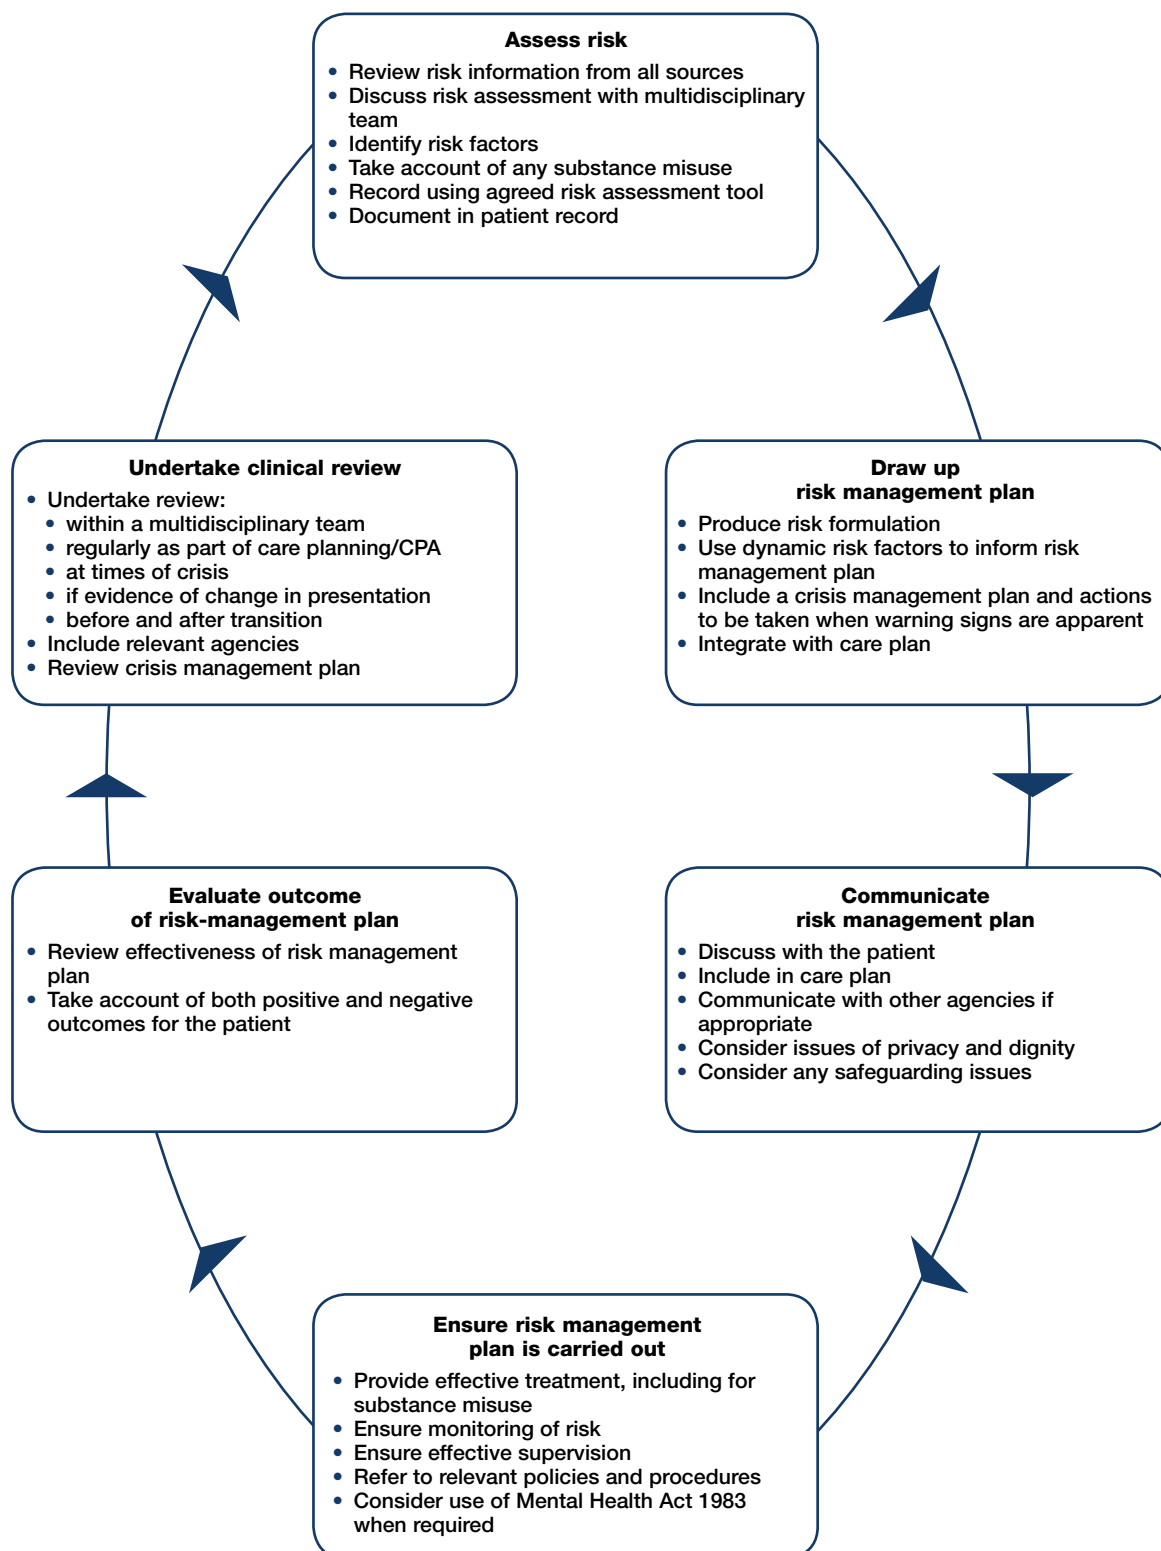 Assess risk
• Review risk information from all sources
• Discuss risk assessment with multidisciplinary
team
• Identify risk factors
• Take account of any substance misuse
• Record using agreed risk assessment tool
• Document in patient record
Draw up
risk management plan
• Produce risk formulation
• Use dynamic risk factors to inform risk
management plan
• Include a crisis management plan and actions
to be taken when warning signs are apparent
• Integrate with care plan
Communicate
risk management plan
• Discuss with the patient
• Include in care plan
• Communicate with other agencies if
appropriate
• Consider issues of privacy and dignity
• Consider any safeguarding issues
Ensure risk management
plan is carried out
• Provide effective treatment, including for
substance misuse
• Ensure monitoring of risk
• Ensure effective supervision
• Refer to relevant policies and procedures
• Consider use of Mental Health Act 1983
when required
Evaluate outcome
of risk-management plan
• Review effectiveness of risk management
plan
• Take account of both positive and negative
outcomes for the patient
Undertake clinical review
• Undertake review:
• within a multidisciplinary team
• regularly as part of care planning/CPA
• at times of crisis
• if evidence of change in presentation
• before and after transition
• Include relevant agencies
• Review crisis management plan